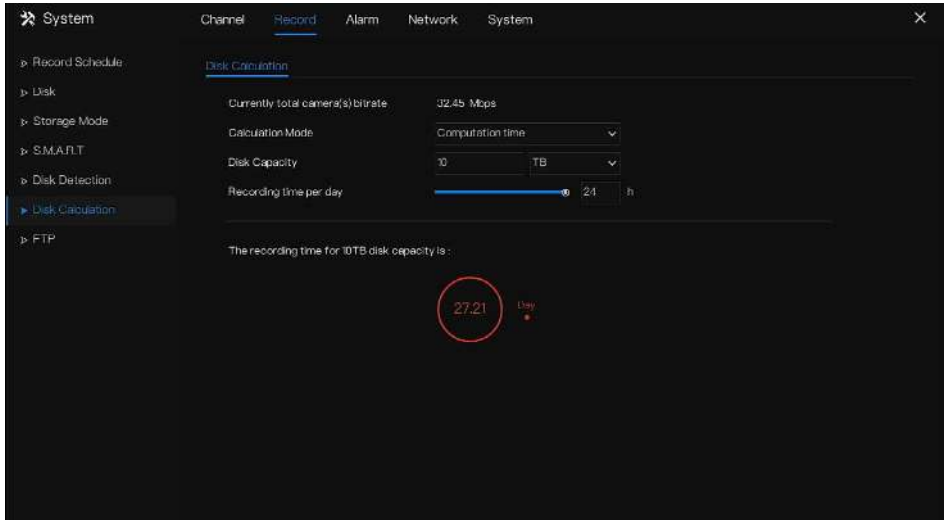 System Channel Record Alarm Network System
Record Schedule
Disk Calculation
Disk
Currently total camera(s) bitrate 32.45 Mbps
Storage Mode
Calculation Mode Computation time
S.M.A.R.T
Disk Capacity 10 TB
Disk Detection
Recording time per day 24 h
Disk Calculation
FTP
The recording time for 10TB disk capacity is :
27.21 Day